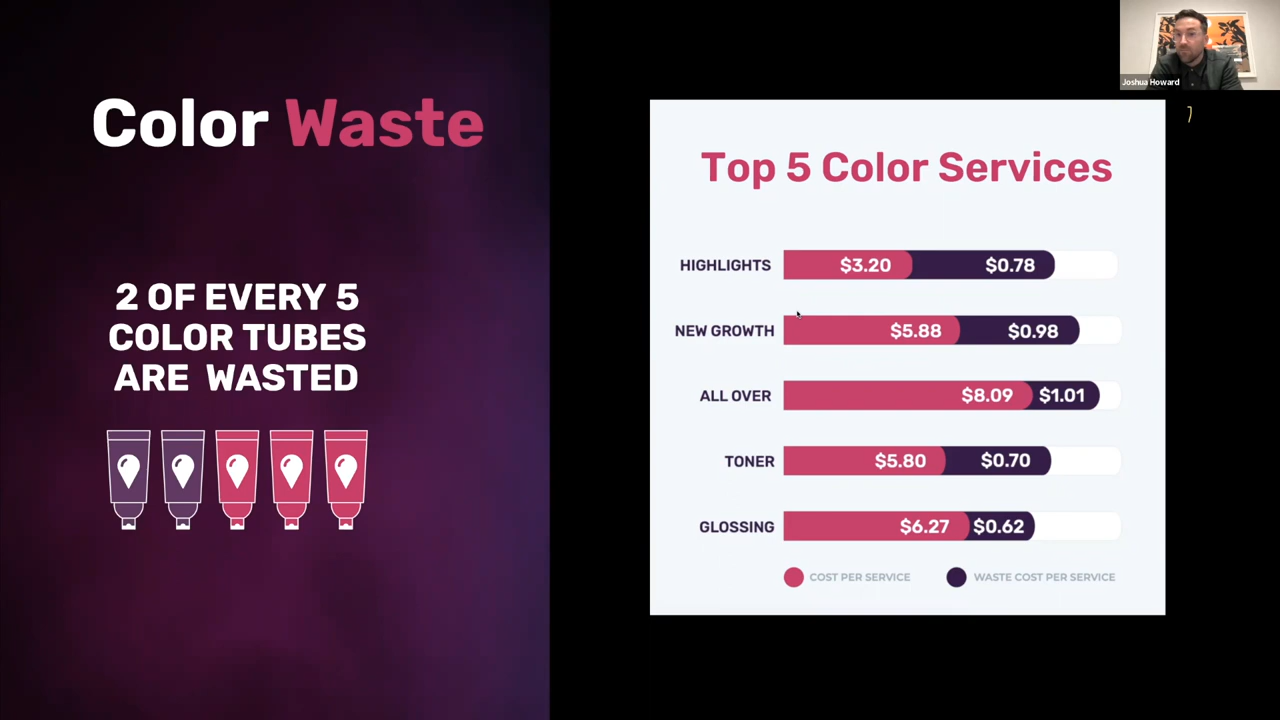 Color Waste
2 OF EVERY 5
COLOR TUBES
ARE WASTED
Joshua Howard
Top 5 Color Services
HIGHLIGHTS $3.20 $0.78
NEW GROWTH $5.88 $0.98
ALL OVER $8.09 $1.01
TONER $5.80 $0.70
GLOSSING $6.27 $0.62
COST PER SERVICE WASTE COST PER SERVICE